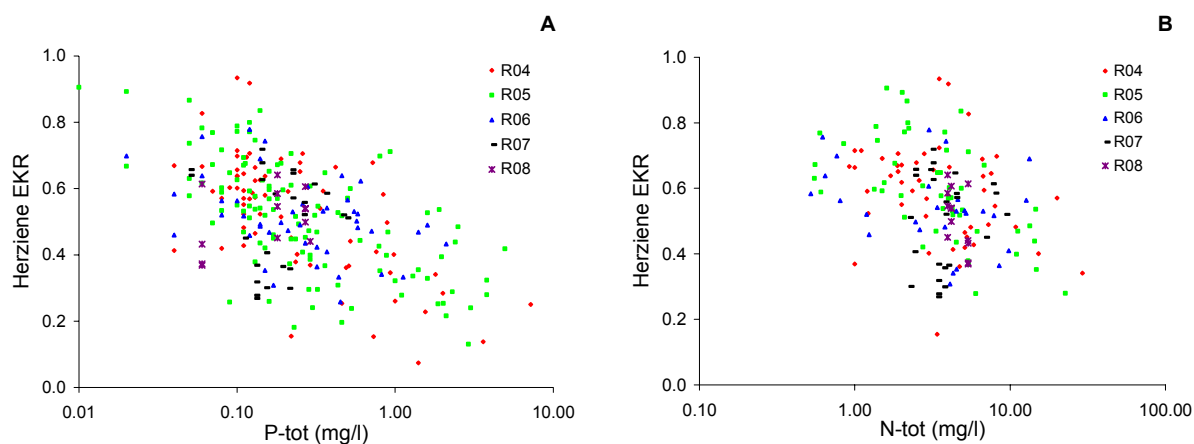 A
Herziene EKR
1.0
0.8
0.6
0.4
0.2
0.0
0.01
0.10
1.00
10.00
P-tot (mg/l)
R04
R05
R06
R07
R08
B
Herziene EKR
1.0
0.8
0.6
0.4
0.2
0.0
0.10
1.00
10.00
100.00
N-tot (mg/l)
R04
R05
R06
R07
R08